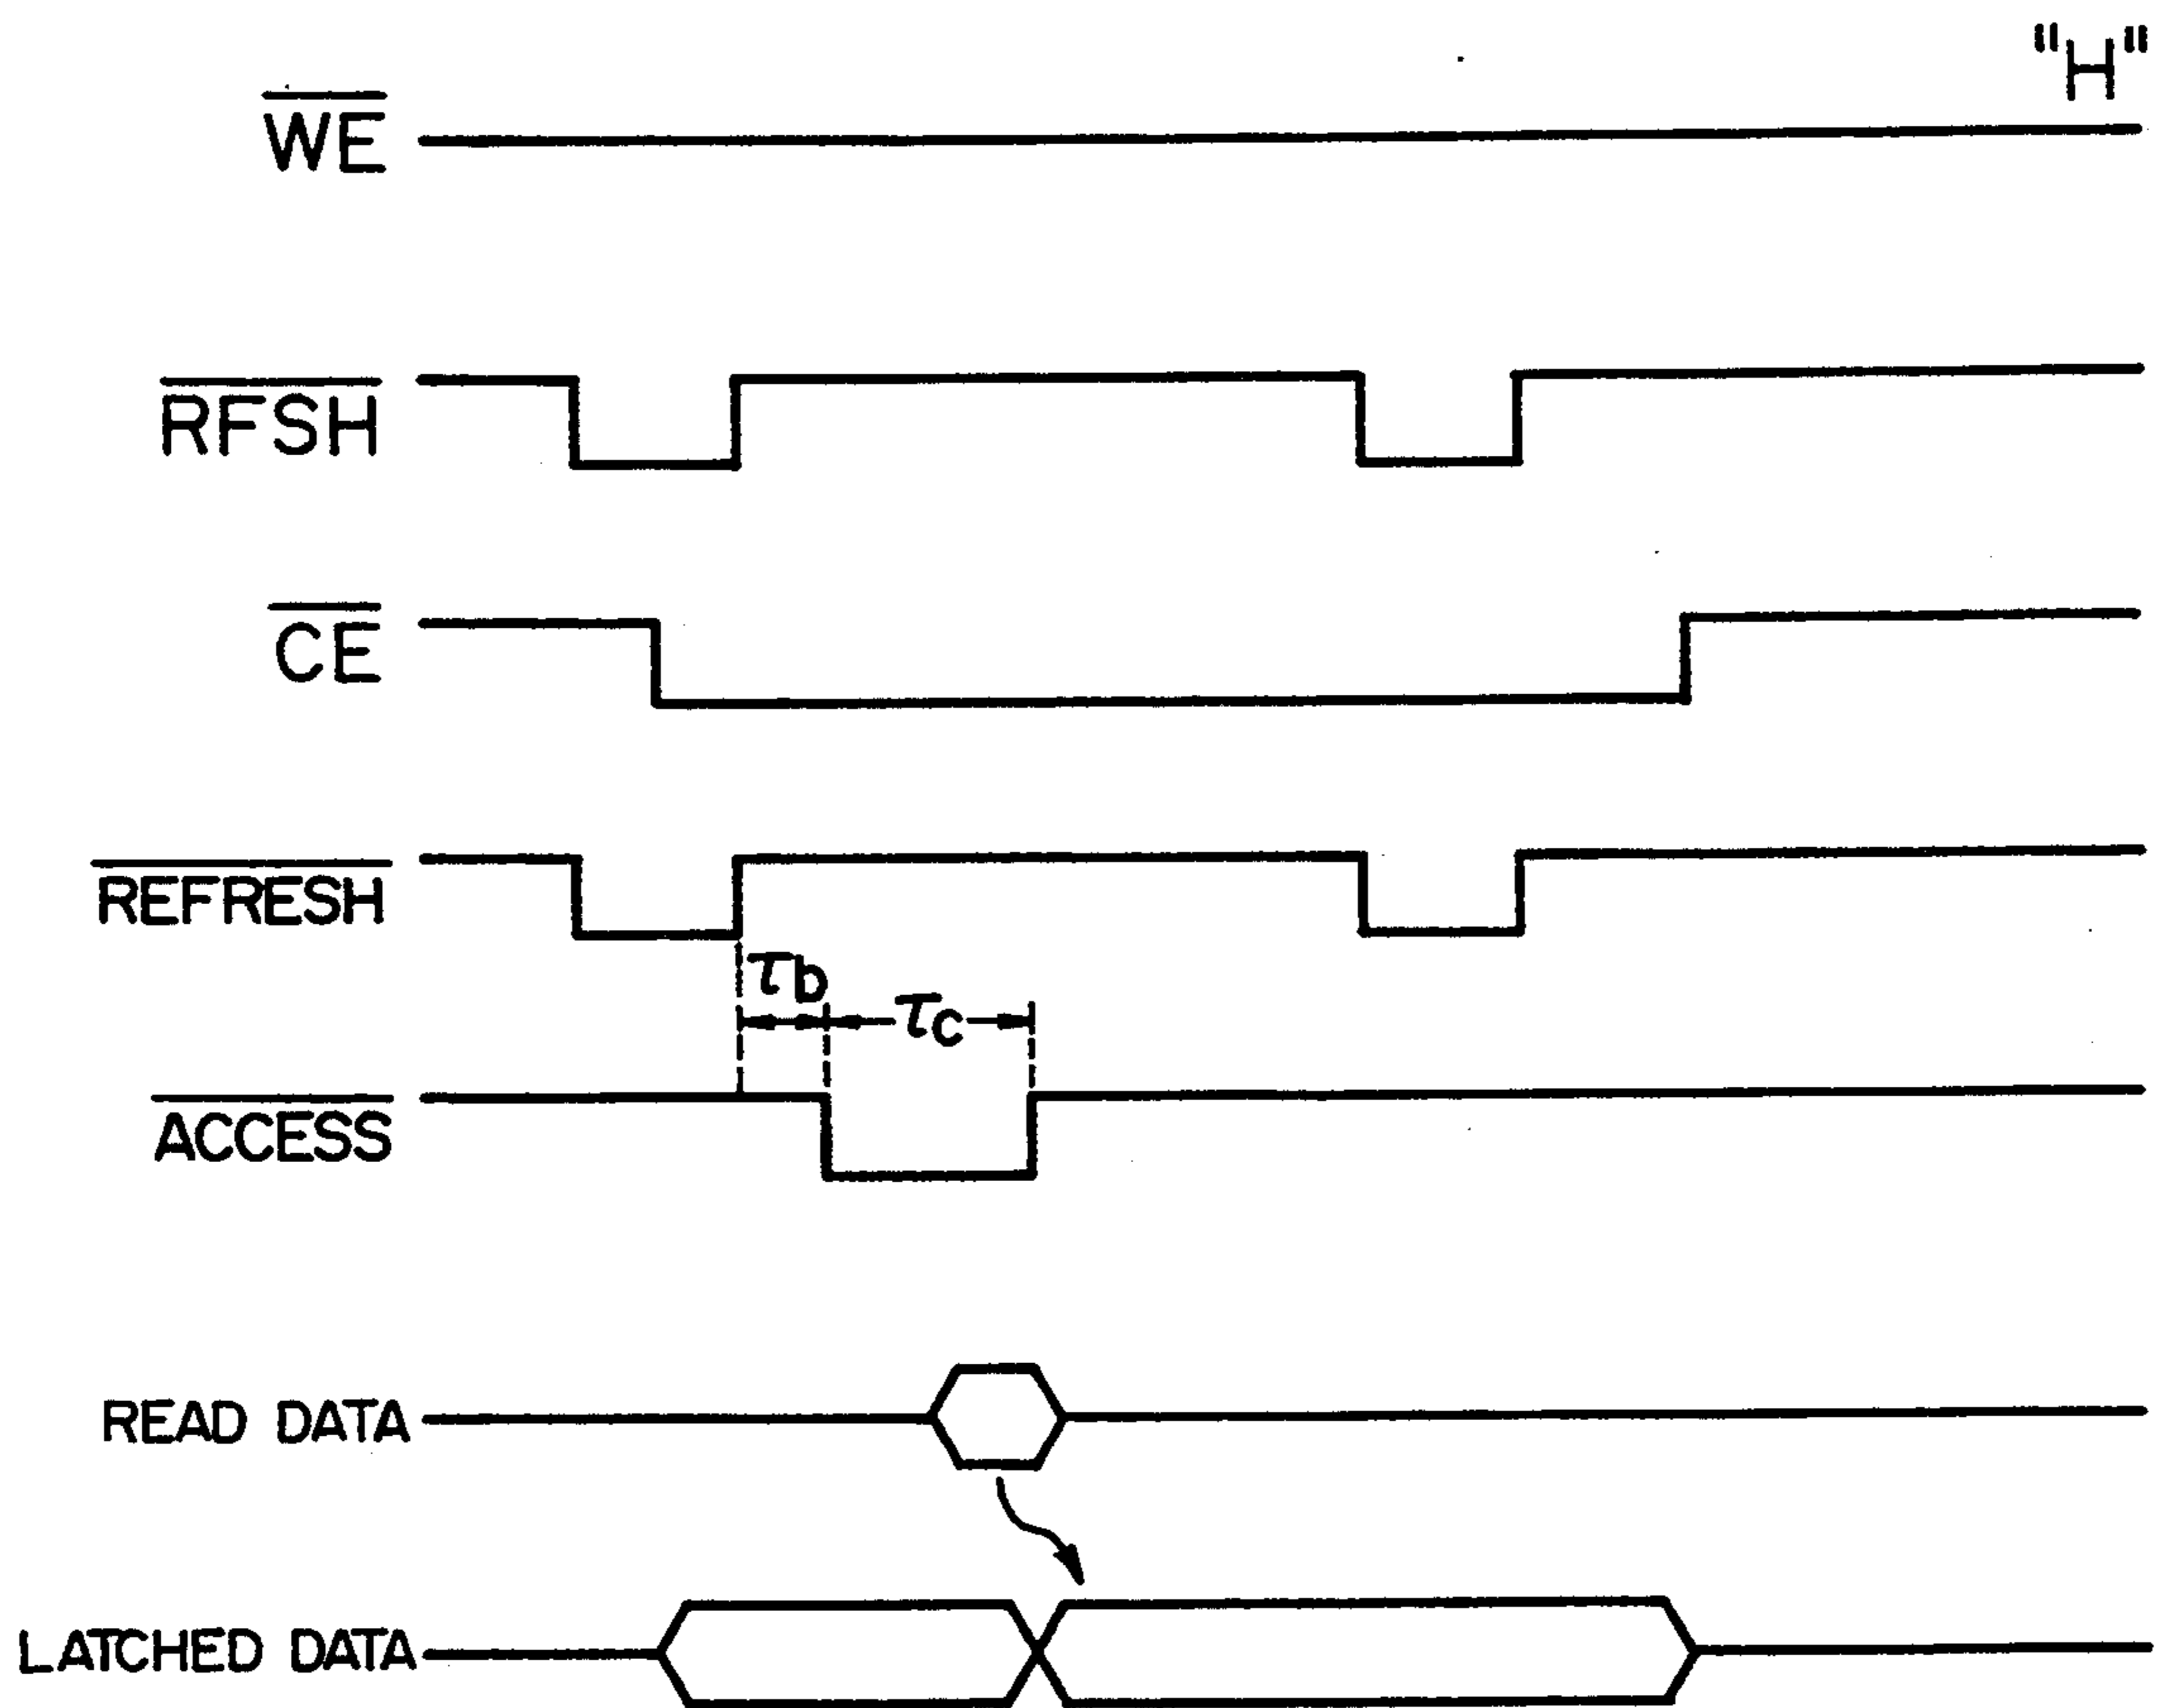 "H"
WE
RFSH
CE
REFRESH
τb
τc
ACCESS
READ DATA
LATCHED DATA